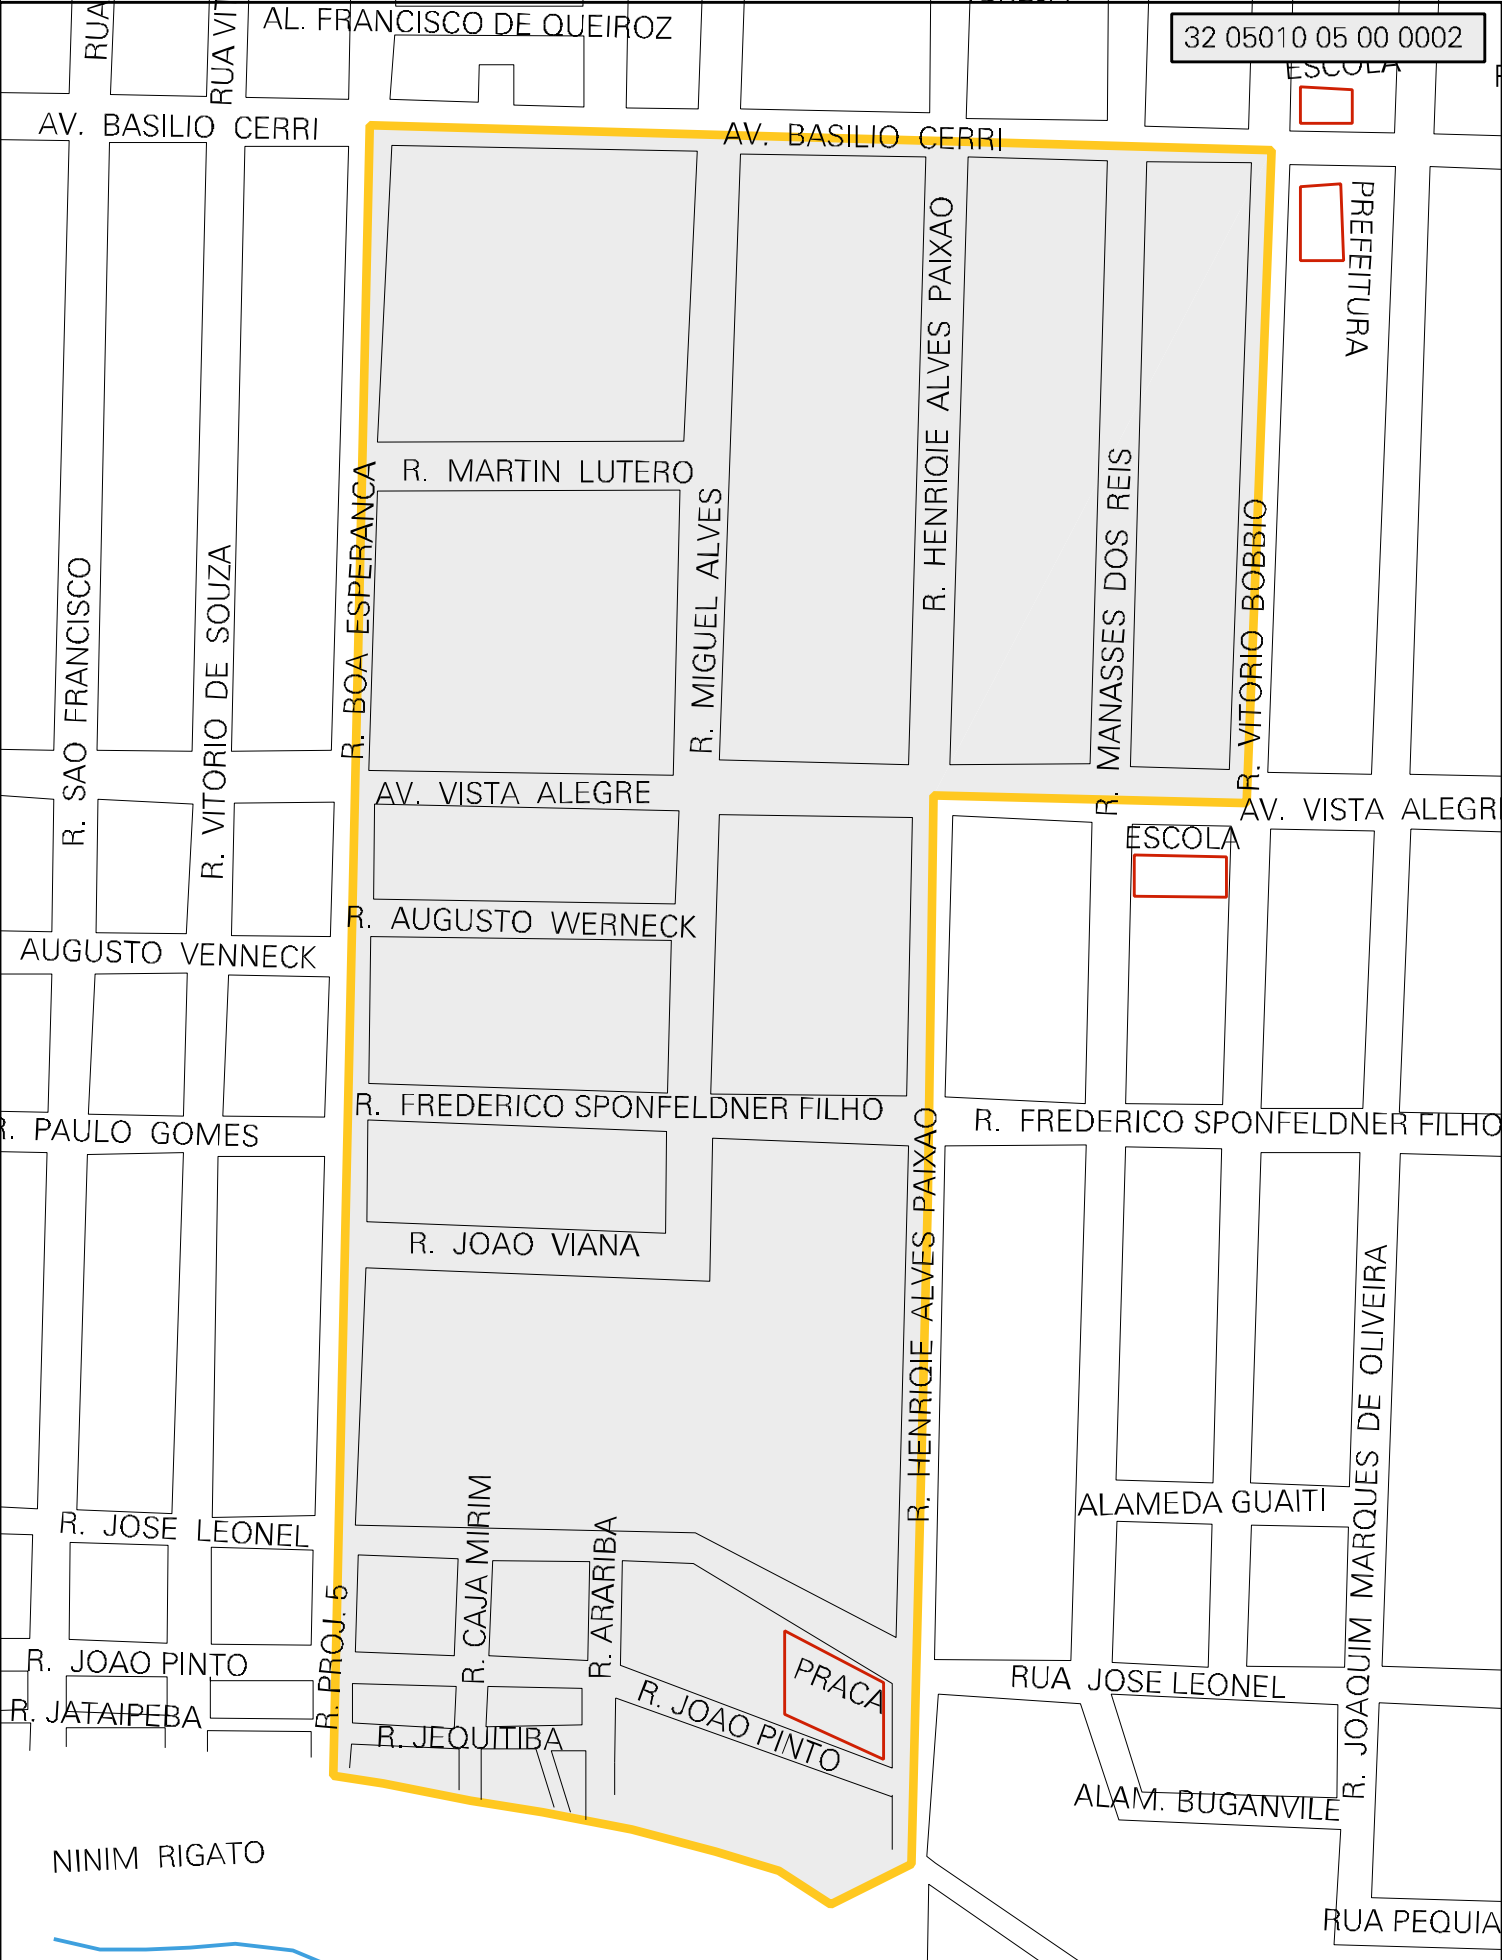 AL. FRANCISCO DE QUEIROZ
32 05010 05 00 0002
RUA
RUA VIT
ESCOLA
AV. BASILIO CERRI
AV. BASILIO CERRI
PREFEITURA
R. HENRIQIE ALVES PAIXAO
R. MARTIN LUTERO
R. BOA ESPERANCA
R. MIGUEL ALVES
R. MANASSES DOS REIS
R. VITORIO BOBBIO
R. SAO FRANCISCO
R. VITORIO DE SOUZA
AV. VISTA ALEGRE
AV. VISTA ALEGRE
ESCOLA
R. AUGUSTO WERNECK
AUGUSTO VENNECK
R. FREDERICO SPONFELDNER FILHO
R. FREDERICO SPONFELDNER FILHO
R. PAULO GOMES
R. HENRIQIE ALVES PAIXAO
R. JOAO VIANA
R. JOAQUIM MARQUES DE OLIVEIRA
ALAMEDA GUAITI
R. JOSE LEONEL
R. CAJA MIRIM
R. ARARIBA
R. PROJ. 5
R. JOAO PINTO
PRACA
RUA JOSE LEONEL
R. JATAIPEBA
R. JOAO PINTO
R. JEQUITIBA
ALAM. BUGANVILE
NINIM RIGATO
RUA PEQUIA